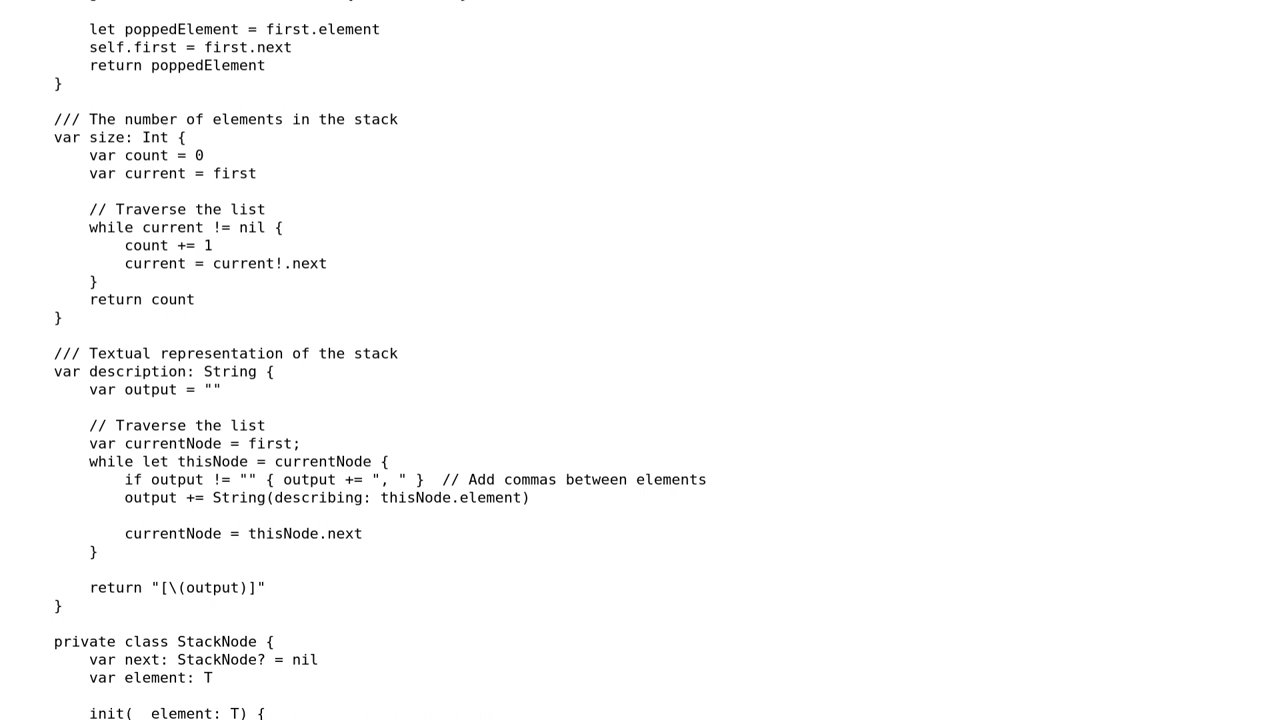 let poppedElement = first.element
self.first = first.next
return poppedElement
}
/// The number of elements in the stack
var size: Int {
var count = 0
var current = first
// Traverse the list
while current != nil {
count += 1
current = current!.next
}
return count
}
/// Textual representation of the stack
var description: String {
var output = ""
// Traverse the list
var currentNode = first;
while let thisNode = currentNode {
if output != "" { output += ", " }  // Add commas between elements
output += String(describing: thisNode.element)
currentNode = thisNode.next
}
return "[\(output)]"
}
private class StackNode {
var next: StackNode? = nil
var element: T
init(_ element: T) {